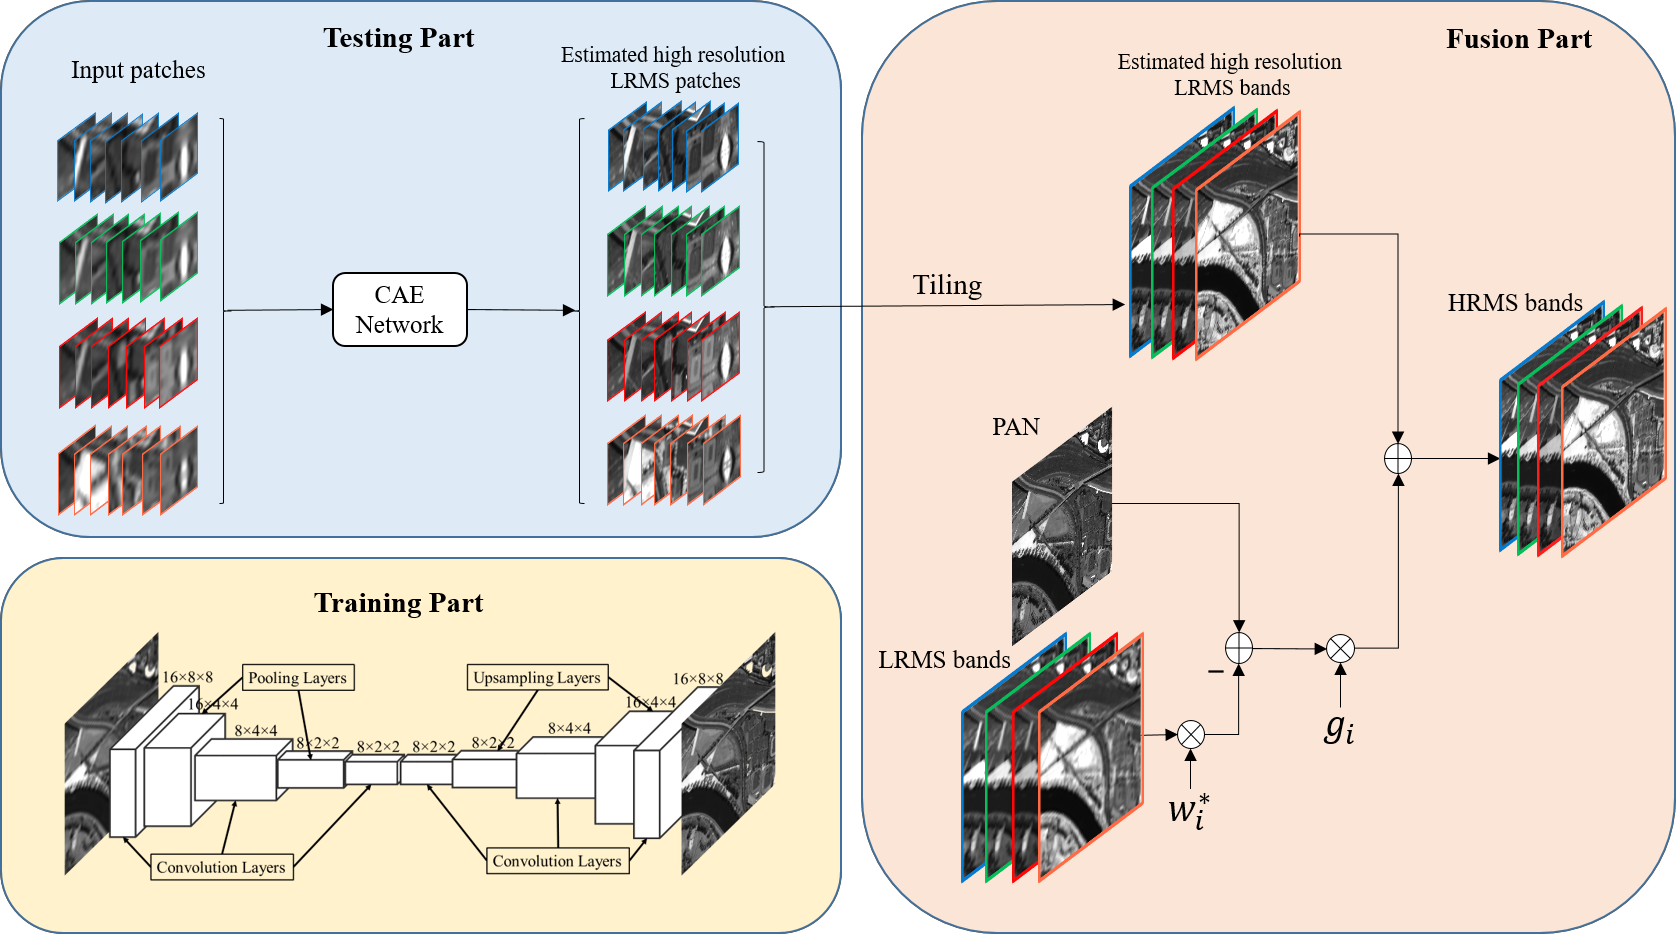 Testing Part
Input patches
Estimated high resolution
LRMS patches
CAE
Network
Tiling
Training Part
16×8×8
16×4×4
8×4×4
8×2×2
8×2×2
8×2×2
8×2×2
8×4×4
16×4×4
16×8×8
Pooling Layers
Upsampling Layers
Convolution Layers
Convolution Layers
Fusion Part
Estimated high resolution
LRMS bands
HRMS bands
PAN
LRMS bands
−
g_i
w_i^*